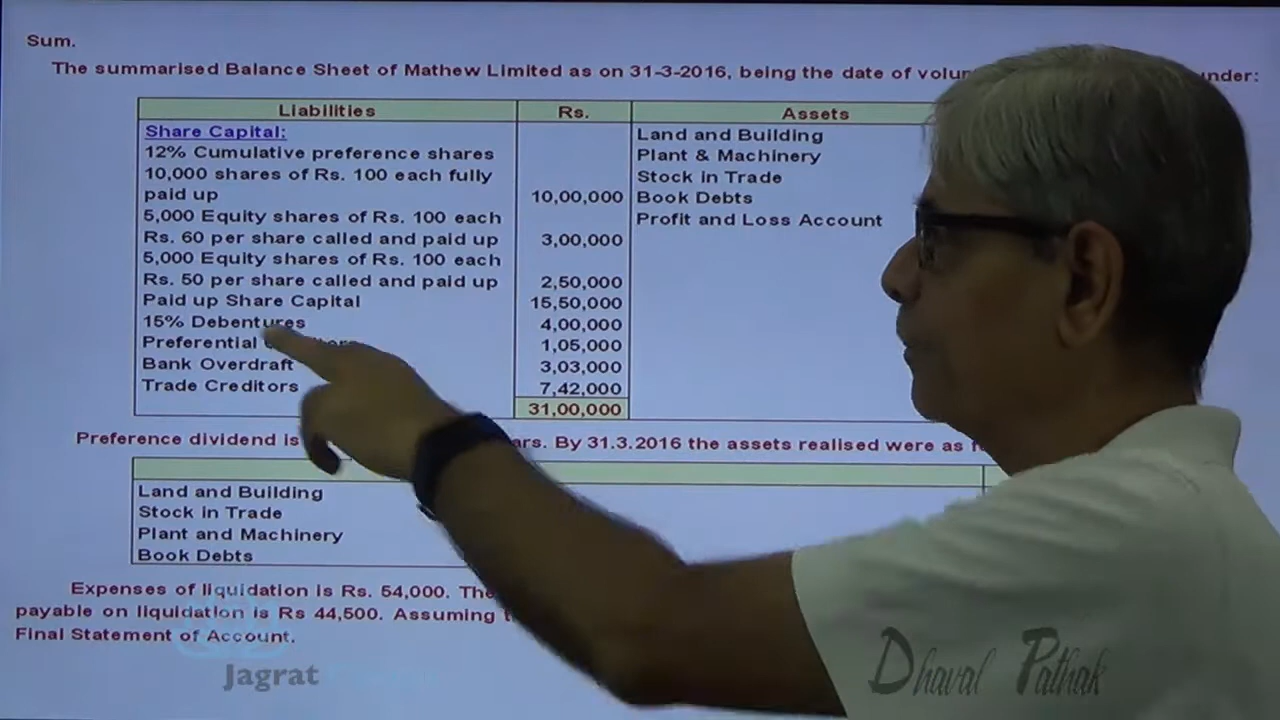 Sum.
The summarised Balance Sheet of Mathew Limited as on 31-3-2016, being the date of under:
Liabilities Rs. Assets
Share Capital: Land and Building
12% Cumulative preference shares Plant & Machinery
10,000 shares of Rs. 100 each fully Stock in Trade
paid up 10,00,000 Book Debts
5,000 Equity shares of Rs. 100 each Profit and Loss Account
Rs. 60 per share called and paid up 3,00,000
5,000 Equity shares of Rs. 100 each
Rs. 50 per share called and paid up 2,50,000
Paid up Share Capital 15,50,000
15% Debentures 4,00,000
Preferential 1,05,000
Bank Overdraft 3,03,000
Trade Creditors 7,42,000
31,00,000
Preference dividend is By 31.3.2016 the assets realised were as
Land and Building
Stock in Trade
Plant and Machinery
Book Debts
Expenses of liquidation is Rs. 54,000.
payable on liquidation is Rs 44,500. Assuming
Final Statement of Account.
Jagrat
Dhaval Pathak